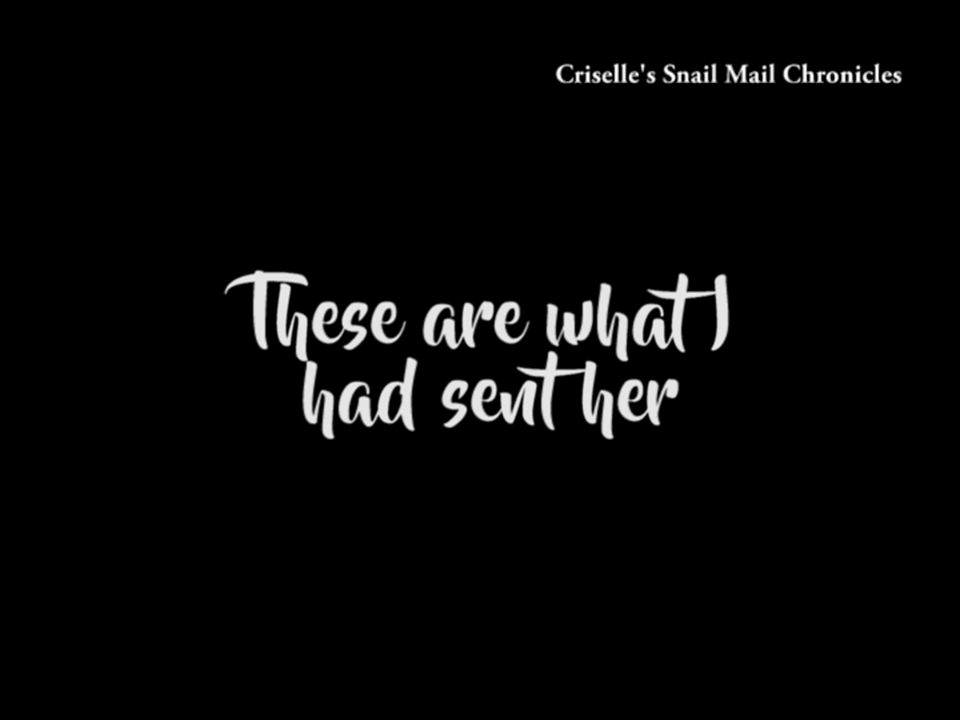 Criselle's Snail Mail Chronicles
These are what I
had sent her